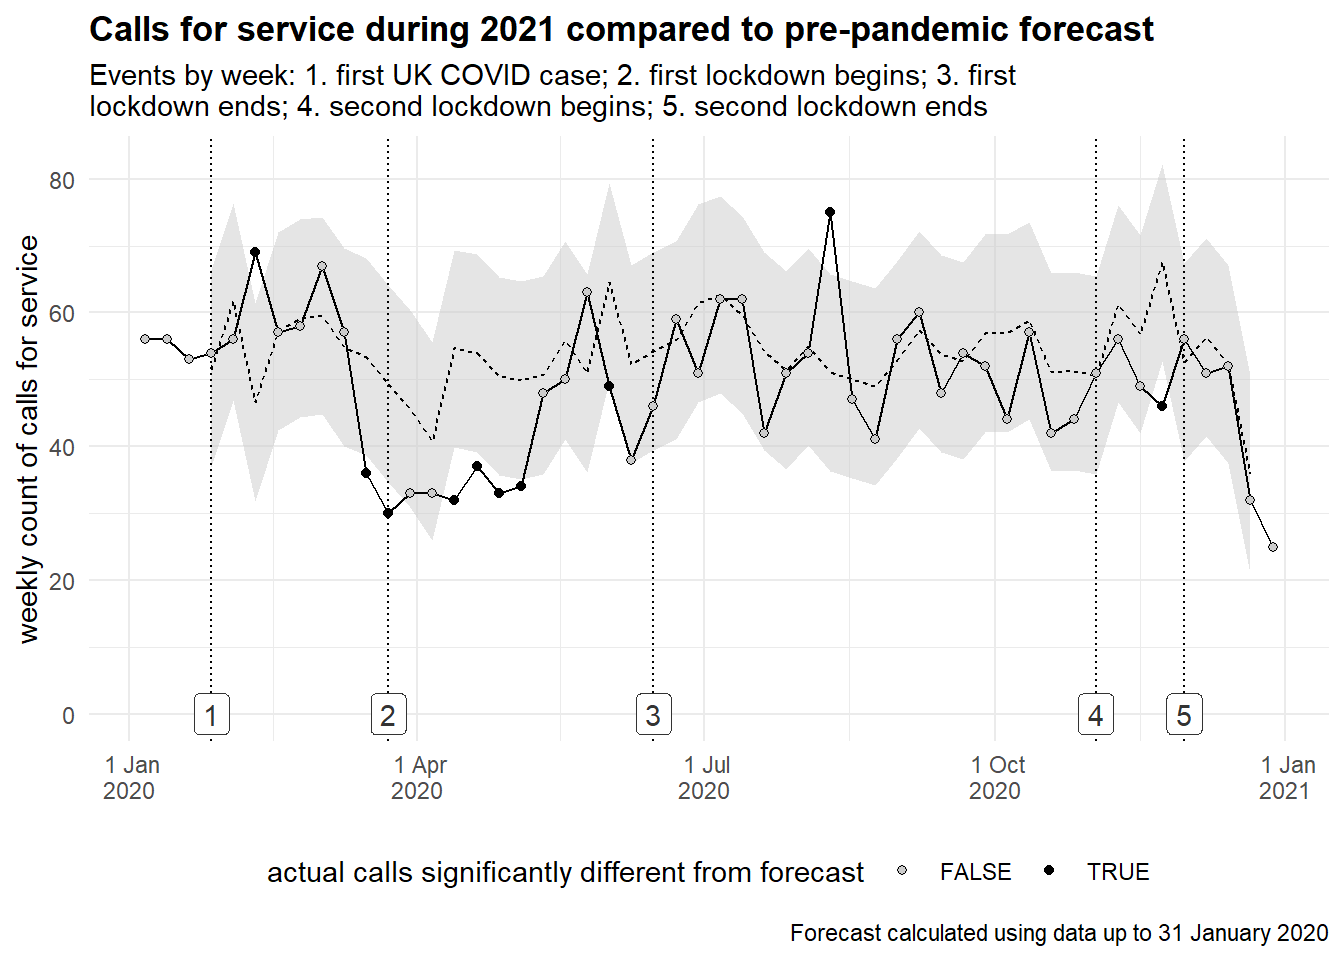 Calls for service during 2021 compared to pre-pandemic forecast
Events by week: 1. first UK COVID case; 2. first lockdown begins; 3. first
lockdown ends; 4. second lockdown begins; 5. second lockdown ends
weekly count of calls for service
80
60
40
20
0
1
2
3
4
5
1 Jan
2020
1 Apr
2020
1 Jul
2020
1 Oct
2020
1 Jan
2021
actual calls significantly different from forecast FALSE TRUE
Forecast calculated using data up to 31 January 2020